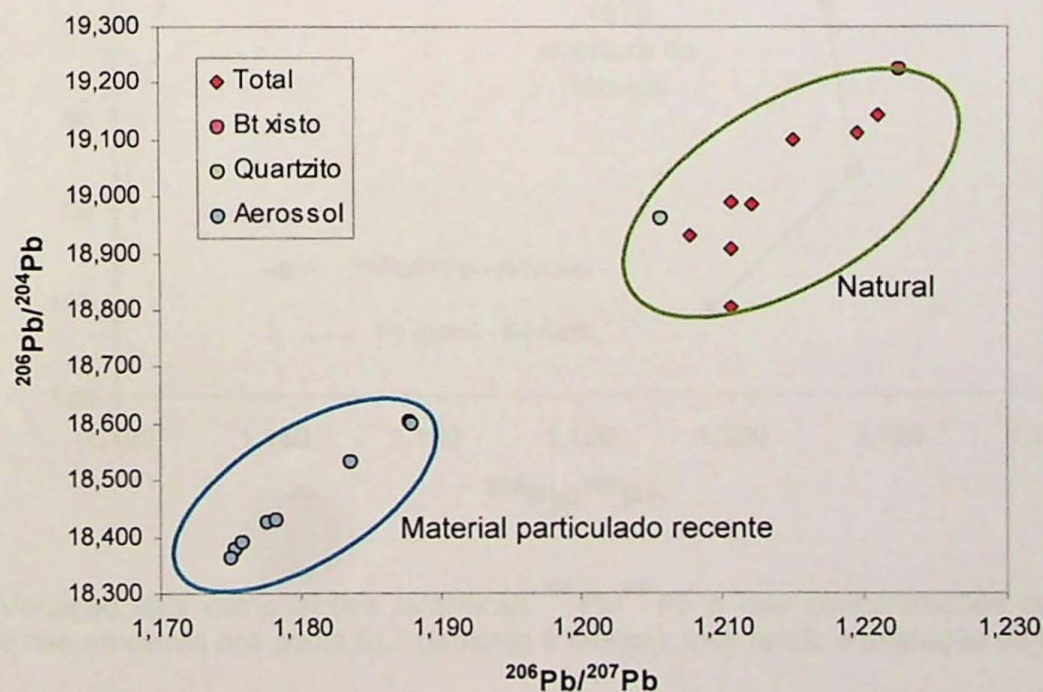 19,300
19,200
19,100
19,000
18,900
18,800
18,700
18,600
18,500
18,400
18,300
206Pb/204Pb
Total
Bt xisto
Quartzito
Aerossol
Natural
Material particulado recente
1,170
1,180
1,190
1,200
1,210
1,220
1,230
206Pb/207Pb